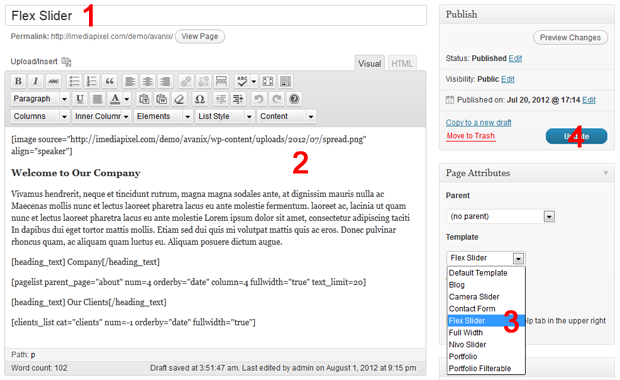 Flex Slider
1
Permalink: http://imediapixel.com/demo/avanix/ View Page
Upload/Insert
Visual HTML
B I ABC
Paragraph U A Ω
Columns Inner Column Elements List Style Content
[image source="http://imediapixel.com/demo/avanix/wp-content/uploads/2012/07/spread.png"
align="speaker"]
2
Welcome to Our Company
Vivamus hendrerit, neque et tincidunt rutrum, magna magna sodales ante, at dignissim mauris nulla ac
Maecenas mollis nunc et lectus laoreet pharetra lacus eu ante molestie fermentum. laoreet ac, lacinia ut quam
nunc et lectus laoreet pharetra lacus eu ante molestie Lorem ipsum dolor sit amet, consectetur adipiscing taciti
In dapibus dui eget tortor mattis mollis. Etiam sed dui quis mi volutpat mattis quis ac eros. Donec pulvinar
rhoncus quam, ac aliquam quam luctus eu. Aliquam posuere dictum augue.
[heading_text] Company[/heading_text]
[pagelist parent_page="about" num=4 orderby="date" column=4 fullwidth="true" text_limit=20]
[heading_text] Our Clients[/heading_text]
[clients_list cat="clients" num=-1 orderby="date" fullwidth="true"]
Path: p
Word count: 102 Draft saved at 3:51:47 am. Last edited by admin on August 1, 2012 at 9:15 pm
Publish
Preview Changes
Status: Published Edit
Visibility: Public Edit
Published on: Jul 20, 2012 @ 17:14 Edit
Copy to a new draft
Move to Trash
Update
4
Page Attributes
Parent
(no parent)
Template
Flex Slider
Default Template
Blog
Camera Slider
Contact Form
Flex Slider
3
lp tab in the upper right
Full Width
Nivo Slider
Portfolio
Portfolio Filterable